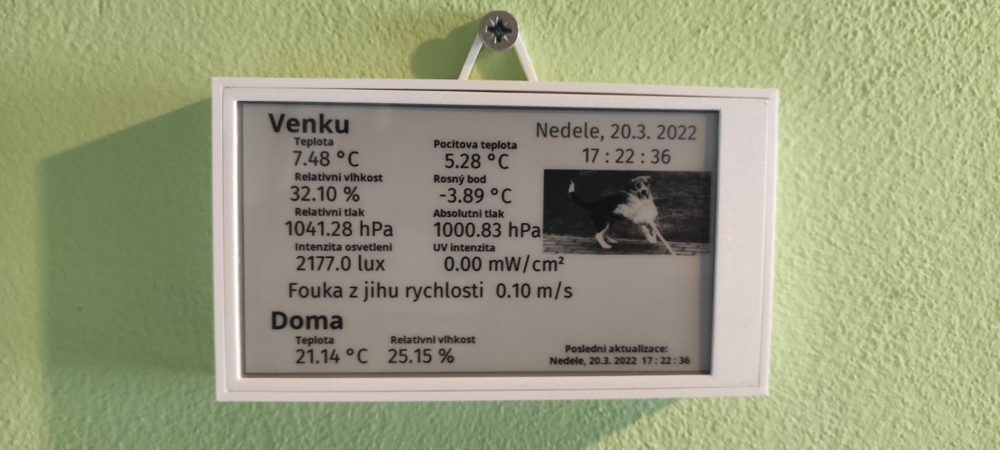 Venku
Nedele, 20.3. 2022
17 : 22 : 36
Teplota
Pocitova teplota
7.48 °C
5.28 °C
Relativni vlhkost
Rosný bod
32.10 %
-3.89 °C
Relativni tlak
Absolutni tlak
1041.28 hPa
1000.83 hPa
Intenzita osvetleni
UV intenzita
2177.0 lux
0.00 mW/cm²
Fouka z jihu rychlosti 0.10 m/s
Doma
Teplota
Relativni vlhkost
21.14 °C
25.15 %
Posledni aktualizace:
Nedele, 20.3. 2022 17 : 22 : 36